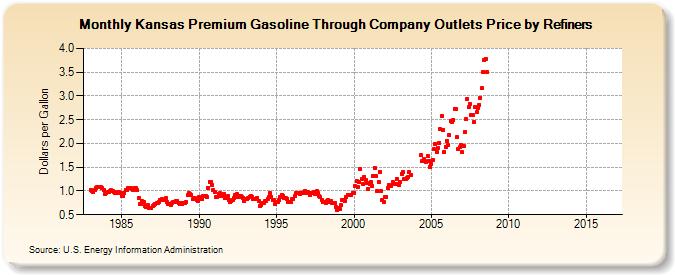 Monthly Kansas Premium Gasoline Through Company Outlets Price by Refiners
Dollars per Gallon
4.0
3.5
3.0
2.5
2.0
1.5
1.0
0.5
1985 1990 1995 2000 2005 2010 2015
Source: U.S. Energy Information Administration